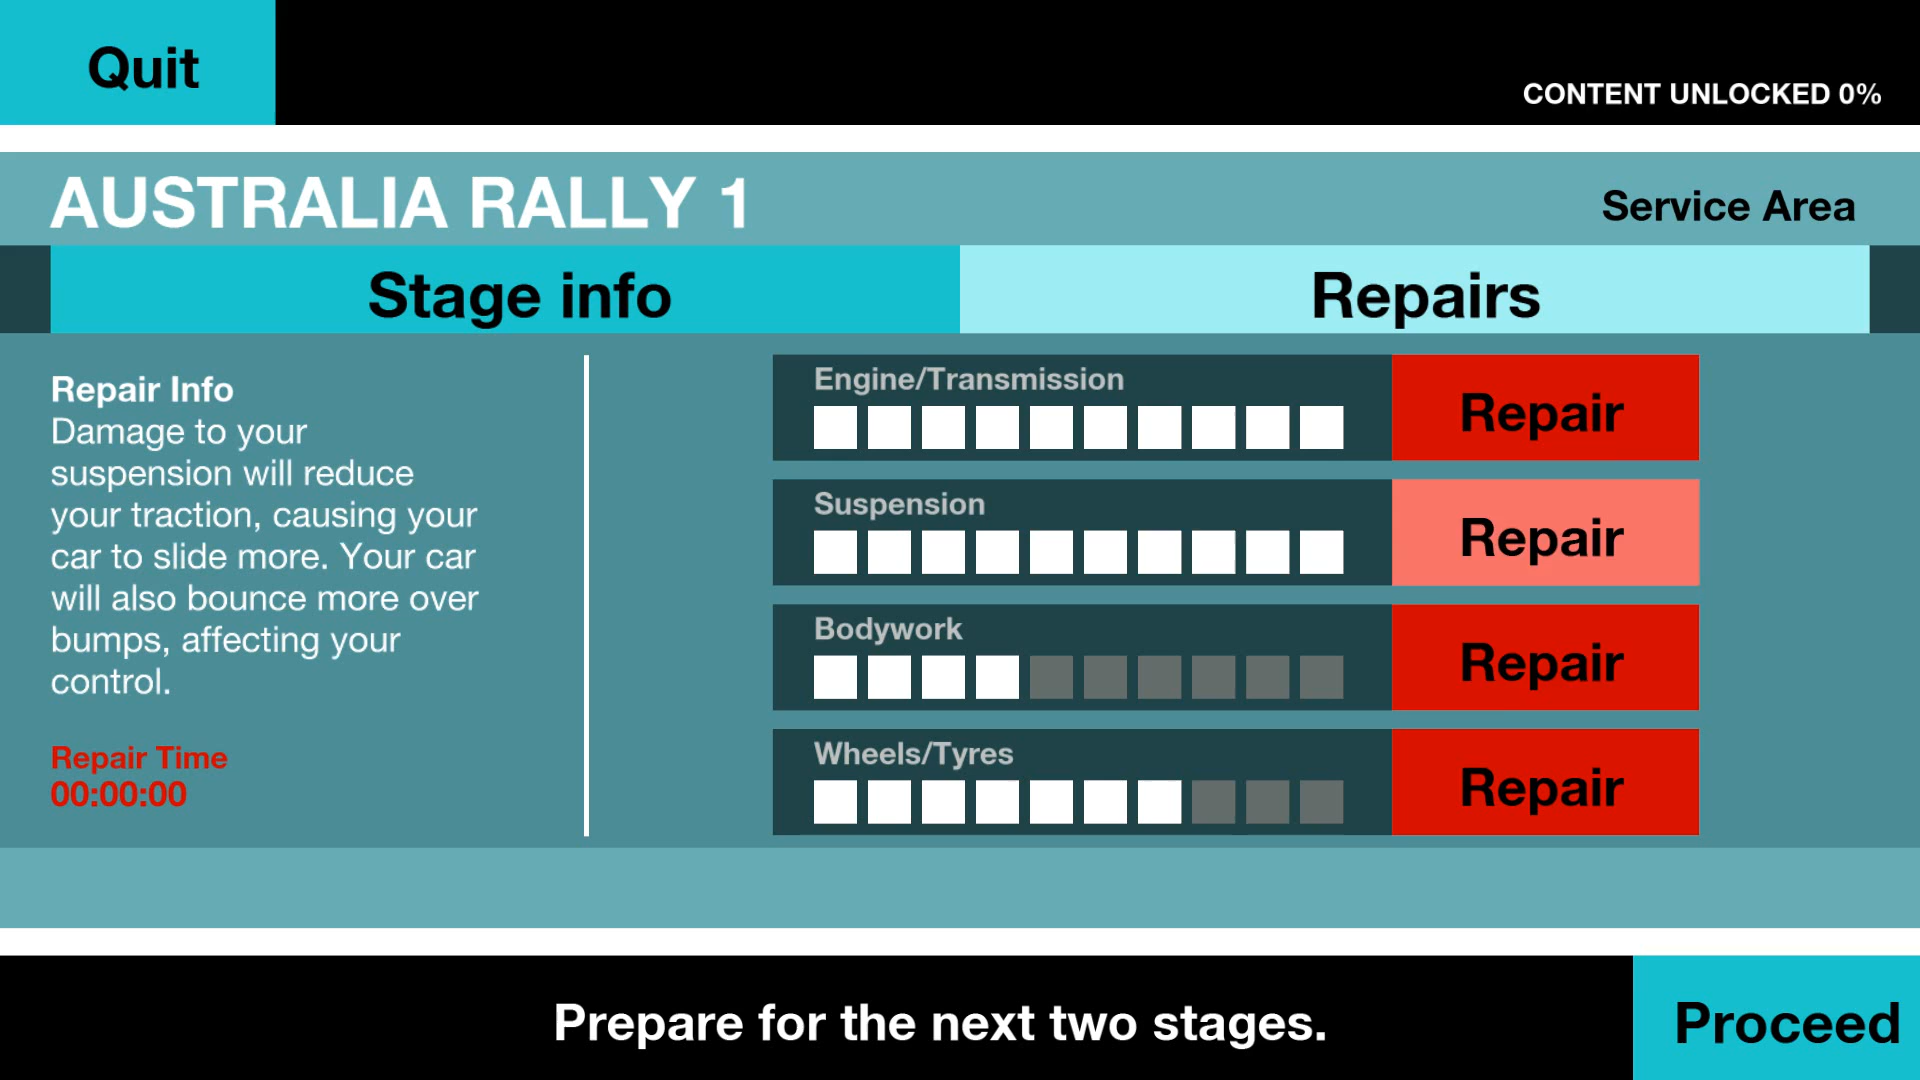 Quit
CONTENT UNLOCKED 0%
AUSTRALIA RALLY 1
Service Area
Stage info
Repairs
Repair Info
Damage to your
suspension will reduce
your traction, causing your
car to slide more. Your car
will also bounce more over
bumps, affecting your
control.
Repair Time
00:00:00
Engine/Transmission
Repair
Suspension
Repair
Bodywork
Repair
Wheels/Tyres
Repair
Prepare for the next two stages.
Proceed